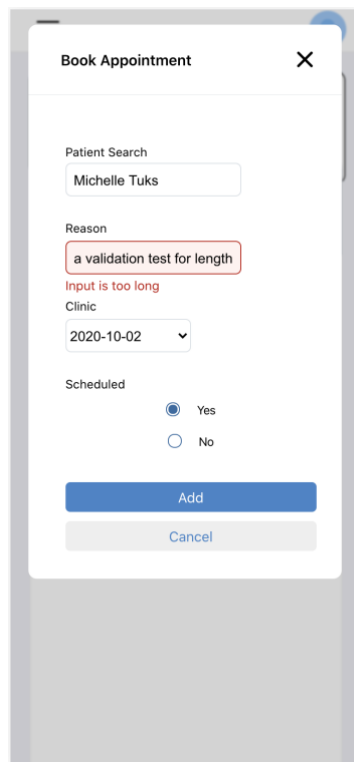 Book Appointment
Patient Search
Michelle Tuks
Reason
a validation test for length
Input is too long
Clinic
2020-10-02
Scheduled
Yes
No
Add
Cancel